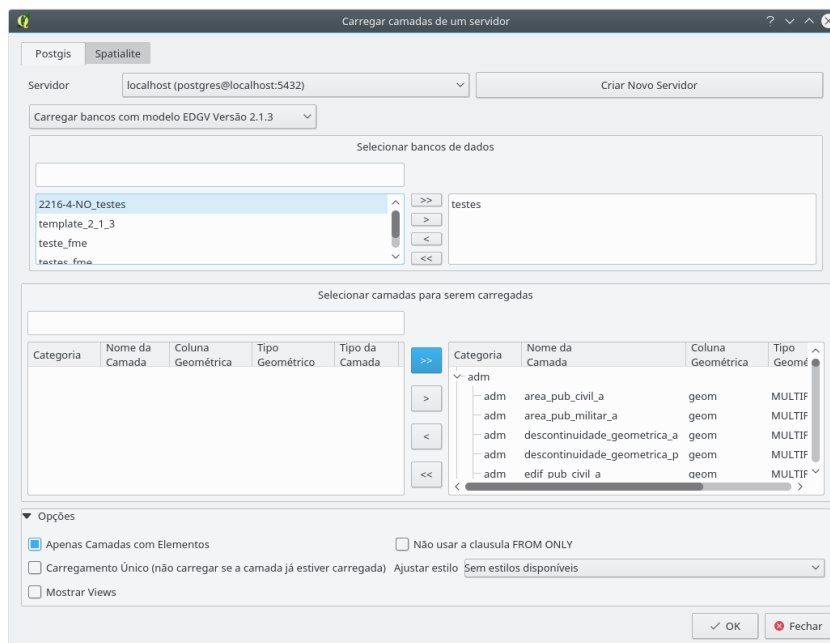 Carregar camadas de um servidor
Postgis
Spatialite
Servidor
localhost (postgres@localhost:5432)
Criar Novo Servidor
Carregar bancos com modelo EDGV Versão 2.1.3
Selecionar bancos de dados
2216-4-NO_testes
template_2_1_3
teste_fme
testes_fme
>>
>
<
<<
testes
Selecionar camadas para serem carregadas
Categoria
Nome da Camada
Coluna Geométrica
Tipo Geométrico
Tipo da Camada
>>
>
<
<<
Categoria
Nome da Camada
Coluna Geométrica
Tipo Geomé
adm
adm area_pub_civil_a geom MULTIF
adm area_pub_militar_a geom MULTIF
adm descontinuidade_geometrica_a geom MULTIF
adm descontinuidade_geometrica_p geom MULTIF
adm edif_pub_civil_a geom MULTIF
Opções
Apenas Camadas com Elementos
Não usar a clausula FROM ONLY
Carregamento Único (não carregar se a camada já estiver carregada)
Ajustar estilo
Sem estilos disponíveis
Mostrar Views
OK
Fechar